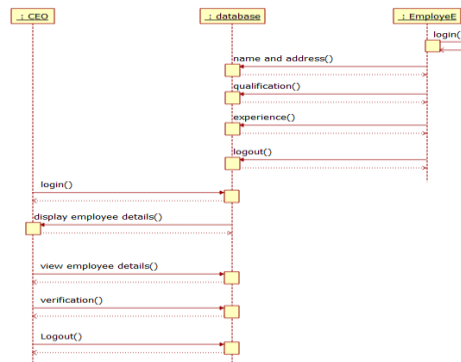 : CEO
: database
: EmployeE
login(
name and address()
qualification()
experience()
logout()
login()
display employee details()
view employee details()
verification()
Logout()